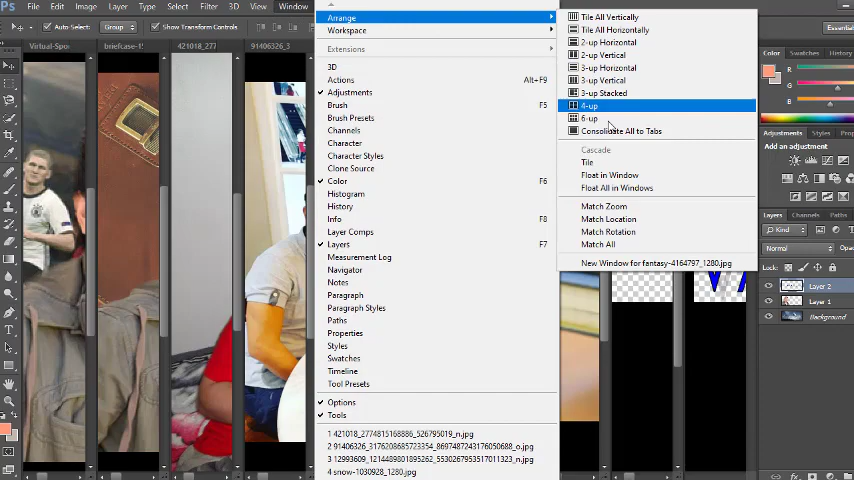 Ps File Edit Image Layer Type Select Filter 3D View Window
Auto-Select: Group Show Transform Controls Essentials
Virtual-Spo briefcase-15 421018_277 91406326_3
Arrange
Workspace
Extensions
3D
Actions Alt+F9
Adjustments
Brush F5
Brush Presets
Channels
Character
Character Styles
Clone Source
Color F6
Histogram
History
Info F8
Layer Comps
Layers F7
Measurement Log
Navigator
Notes
Paragraph
Paragraph Styles
Paths
Properties
Styles
Swatches
Timeline
Tool Presets
Options
Tools
1 421018_2774815168886_526795019_n.jpg
2 91406326_3176208685723354_8697487243176050688_o.jpg
3 12993609_1214489801895262_5530267953517011323_n.jpg
4 snow-1030928_1280.jpg
Tile All Vertically
Tile All Horizontally
2-up Horizontal
2-up Vertical
3-up Horizontal
3-up Vertical
3-up Stacked
4-up
6-up
Consolidate All to Tabs
Cascade
Tile
Float in Window
Float All in Windows
Match Zoom
Match Location
Match Rotation
Match All
New Window for fantasy-4164797_1280.jpg
Color Swatches
R
G
B
Adjustments Styles
Add an adjustment
Layers Channels Paths
Kind
Normal
Lock:
Layer 2
Layer 1
Background
fx